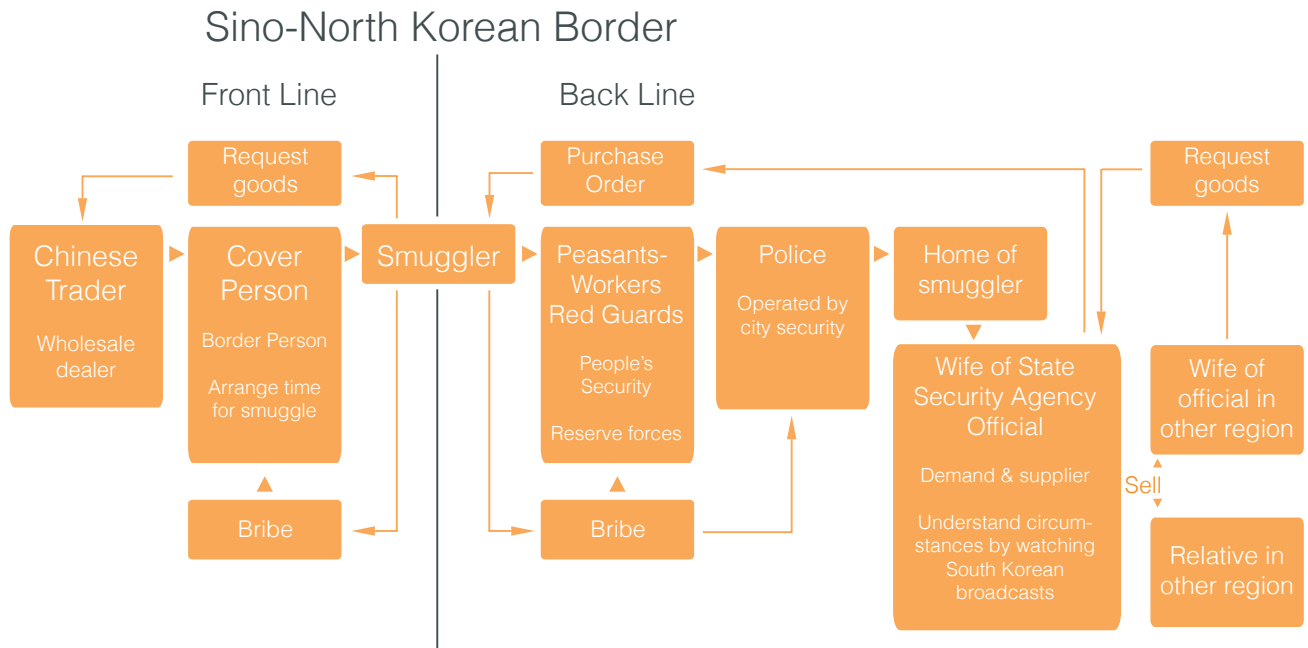 Sino-North Korean Border
Front Line
Back Line
Request
goods
Purchase
Order
Request
goods
Chinese
Trader
Wholesale
dealer
Cover
Person
Border Person
Arrange time
for smuggle
Smuggler
Peasants-
Workers
Red Guards
People's
Security
Reserve forces
Police
Operated by
city security
Home of
smuggler
Wife of State
Security Agency
Official
Demand & supplier
Understand circum-
stances by watching
South Korean
broadcasts
Wife of
official in
other region
Sell
Relative in
other region
Bribe
Bribe